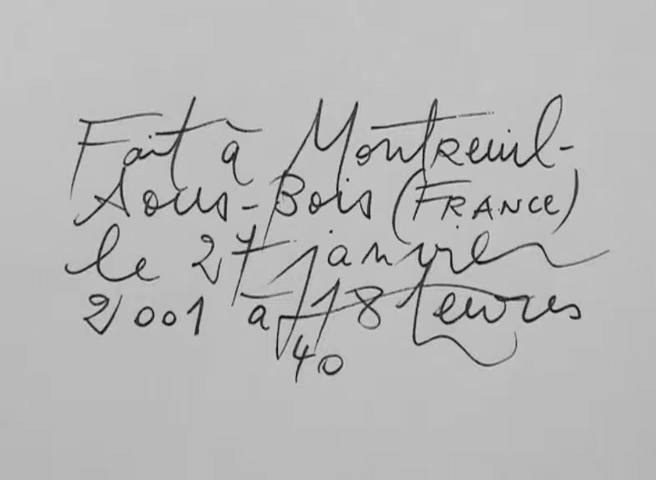 Fait à Montreuil-
sous-Bois (FRANCE)
le 27 janvier
2001 à 18 heures
40